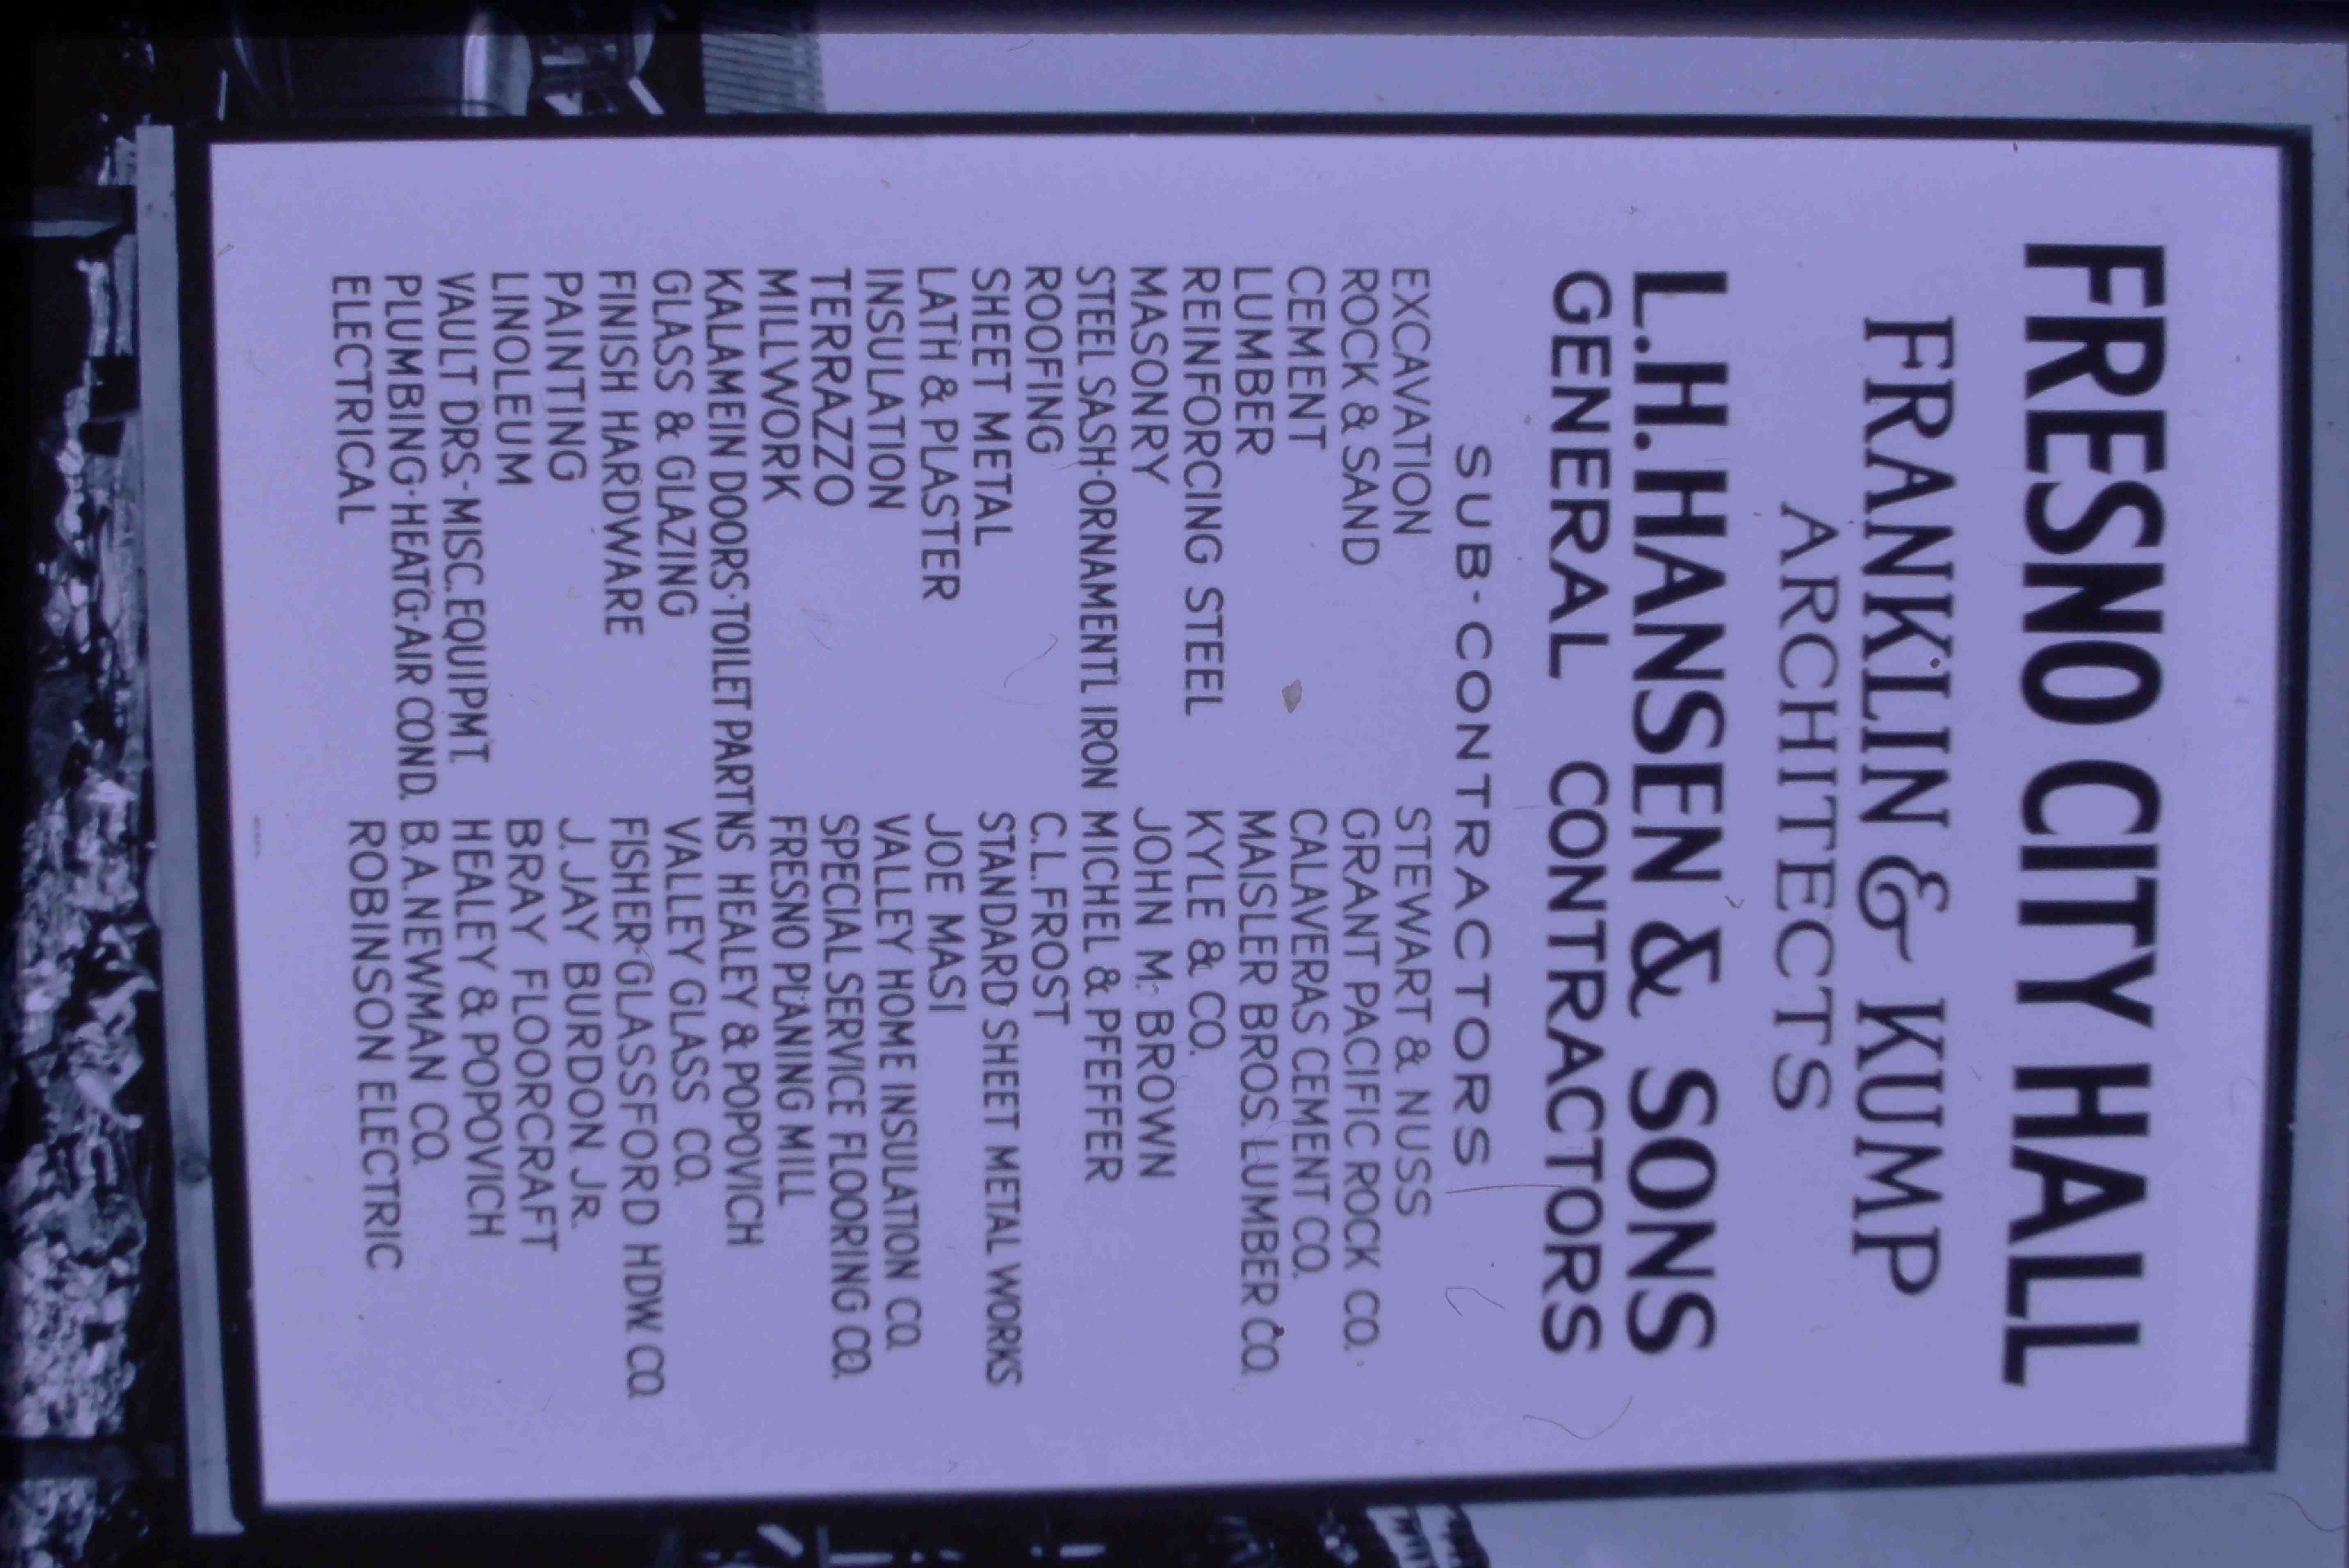 FRESNO CITY HALL
FRANKLIN & KUMP
ARCHITECTS
L.H. HANSEN & SONS
GENERAL CONTRACTORS
SUB-CONTRACTORS
EXCAVATION STEWART & NUSS
ROCK & SAND GRANT PACIFIC ROCK CO.
CEMENT CALAVERAS CEMENT CO.
LUMBER MAISLER BROS. LUMBER CO.
REINFORCING STEEL KYLE & CO.
MASONRY JOHN M. BROWN
STEEL SASH-ORNAMENTL IRON MICHEL & PFEFFER
ROOFING C.L. FROST
SHEET METAL STANDARD SHEET METAL WORKS
LATH & PLASTER JOE MASI
INSULATION VALLEY HOME INSULATION CO.
TERRAZZO SPECIAL SERVICE FLOORING CO.
MILLWORK FRESNO PLANING MILL
KALAMEIN DOORS-TOILET PARTNS HEALEY & POPOVICH
GLASS & GLAZING VALLEY GLASS CO.
FINISH HARDWARE FISHER-GLASSFORD HDW. CO.
PAINTING J. JAY BURDON JR.
LINOLEUM BRAY FLOORCRAFT
VAULT DRS.-MISC. EQUIPMT. HEALEY & POPOVICH
PLUMBING-HEATG-AIR COND. B.A. NEWMAN CO.
ELECTRICAL ROBINSON ELECTRIC